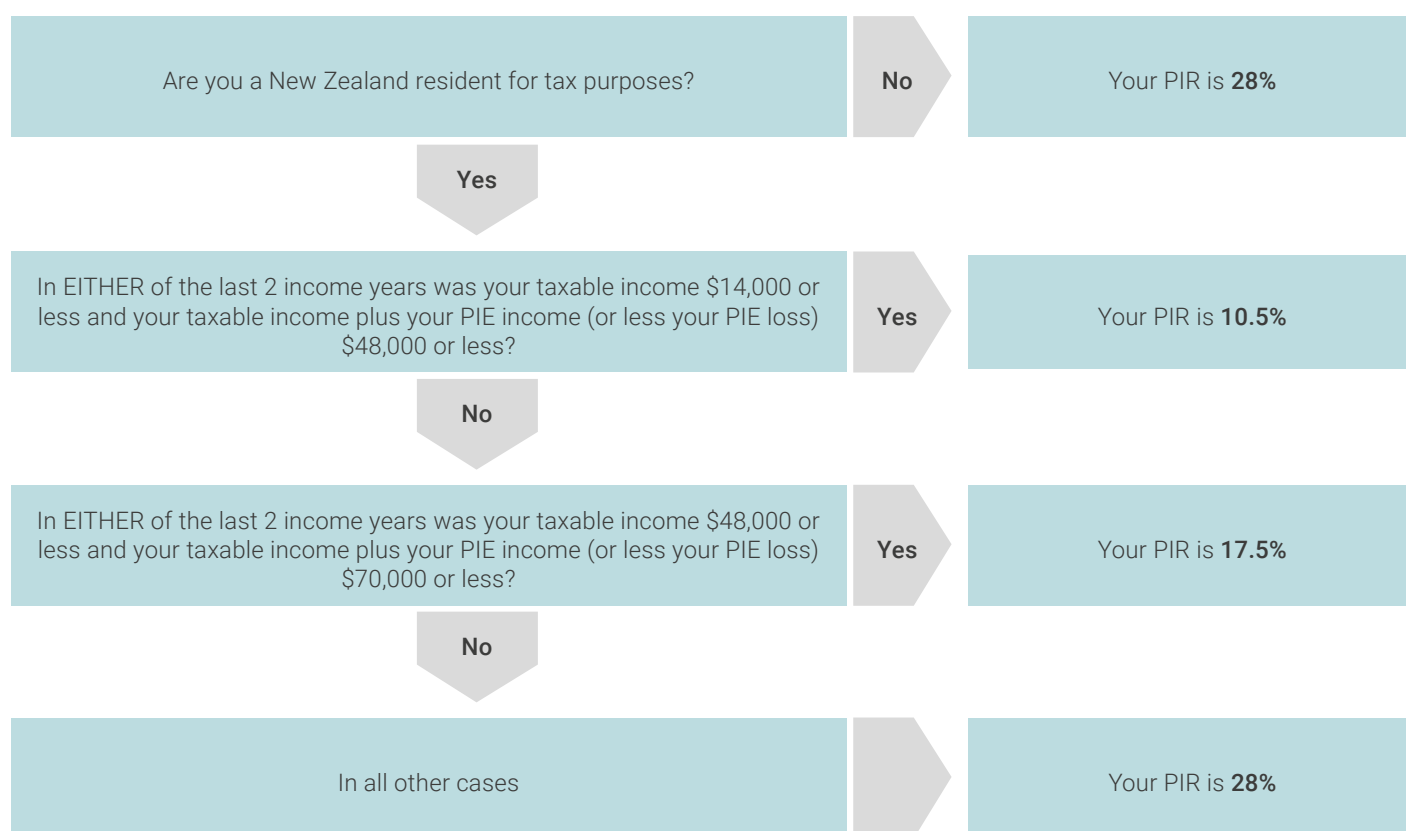 Are you a New Zealand resident for tax purposes?
No
Your PIR is 28%
Yes
In EITHER of the last 2 income years was your taxable income $14,000 or
less and your taxable income plus your PIE income (or less your PIE loss)
$48,000 or less?
Yes
Your PIR is 10.5%
No
In EITHER of the last 2 income years was your taxable income $48,000 or
less and your taxable income plus your PIE income (or less your PIE loss)
$70,000 or less?
Yes
Your PIR is 17.5%
No
In all other cases
Your PIR is 28%